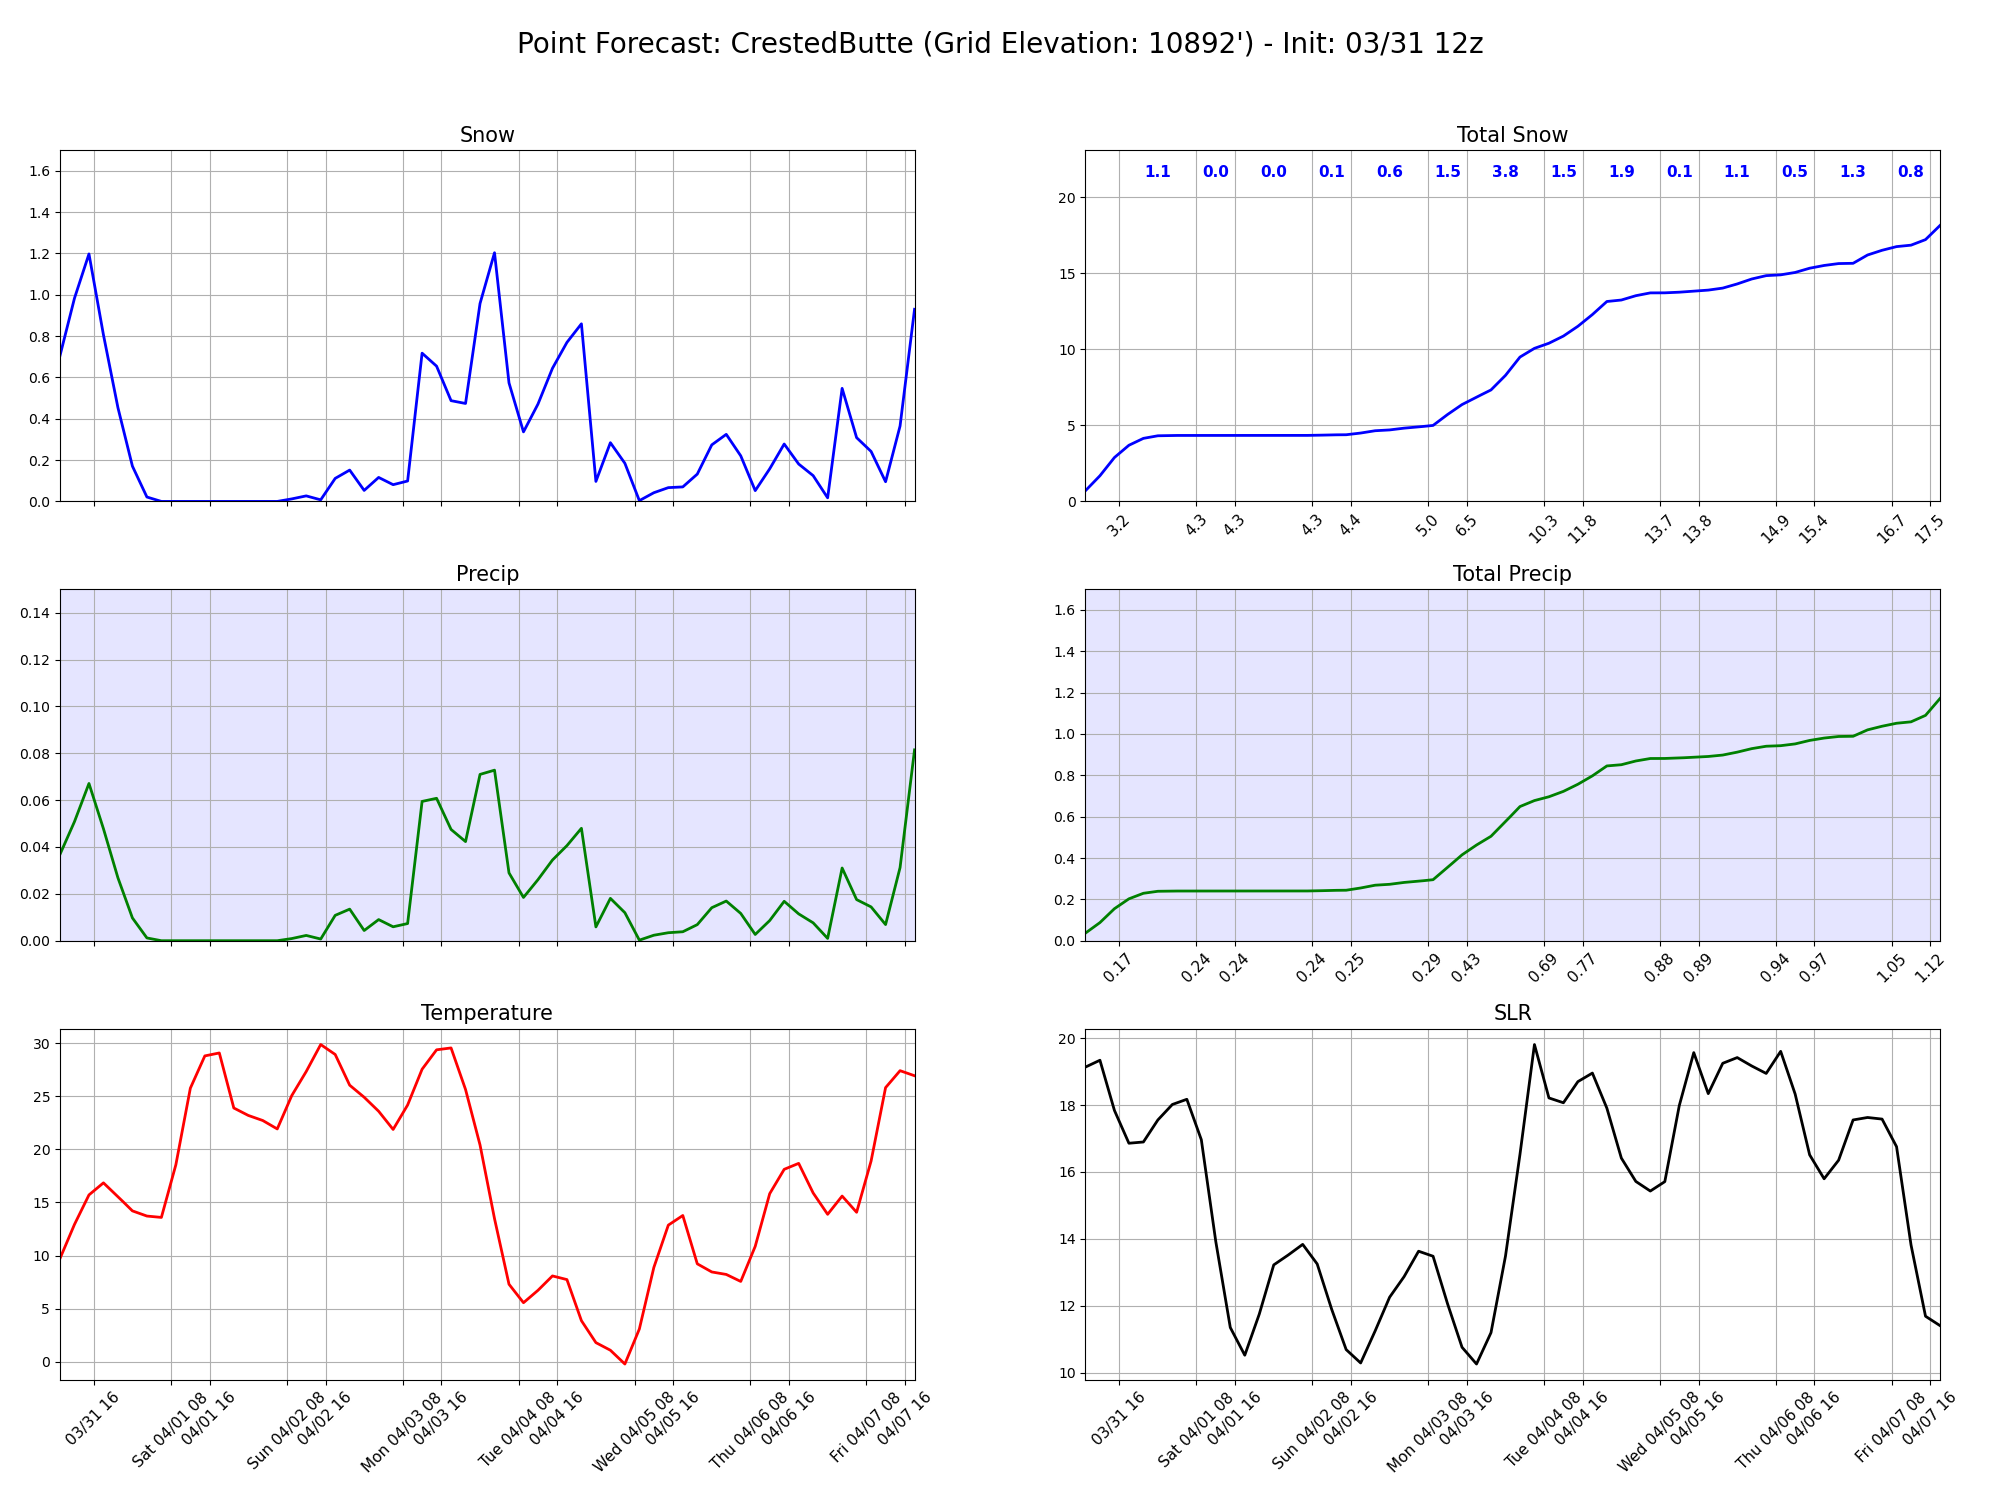 Point Forecast: CrestedButte (Grid Elevation: 10892') - Init: 03/31 12z
Snow
1.6
1.4
1.2
1.0
0.8
0.6
0.4
0.2
0.0
Total Snow
1.1 0.0 0.0 0.1 0.6 1.5 3.8 1.5 1.9 0.1 1.1 0.5 1.3 0.8
20
15
10
5
0
3.2 4.3 4.3 4.3 4.4 5.0 6.5 10.3 11.8 13.7 13.8 14.9 15.4 16.7 17.5
Precip
0.14
0.12
0.10
0.08
0.06
0.04
0.02
0.00
Total Precip
1.6
1.4
1.2
1.0
0.8
0.6
0.4
0.2
0.0
0.17 0.24 0.24 0.24 0.25 0.29 0.43 0.69 0.77 0.88 0.89 0.94 0.97 1.05 1.12
Temperature
30
25
20
15
10
5
0
03/31 16
Sat 04/01 08
04/01 16
Sun 04/02 08
04/02 16
Mon 04/03 08
04/03 16
Tue 04/04 08
04/04 16
Wed 04/05 08
04/05 16
Thu 04/06 08
04/06 16
Fri 04/07 08
04/07 16
SLR
20
18
16
14
12
10
03/31 16
Sat 04/01 08
04/01 16
Sun 04/02 08
04/02 16
Mon 04/03 08
04/03 16
Tue 04/04 08
04/04 16
Wed 04/05 08
04/05 16
Thu 04/06 08
04/06 16
Fri 04/07 08
04/07 16